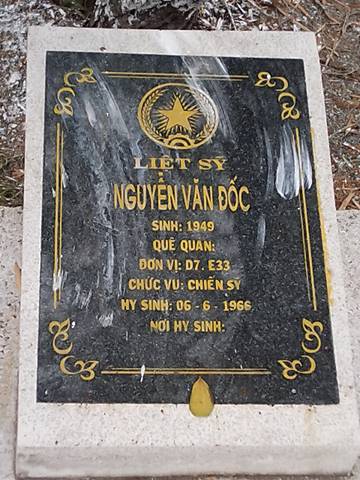 LIỆT SỸ
NGUYỄN VĂN ĐỐC
SINH: 1949
QUÊ QUÁN:
ĐƠN VỊ: D7. E33
CHỨC VỤ: CHIẾN SỸ
HY SINH: 06 - 6 - 1966
NƠI HY SINH: